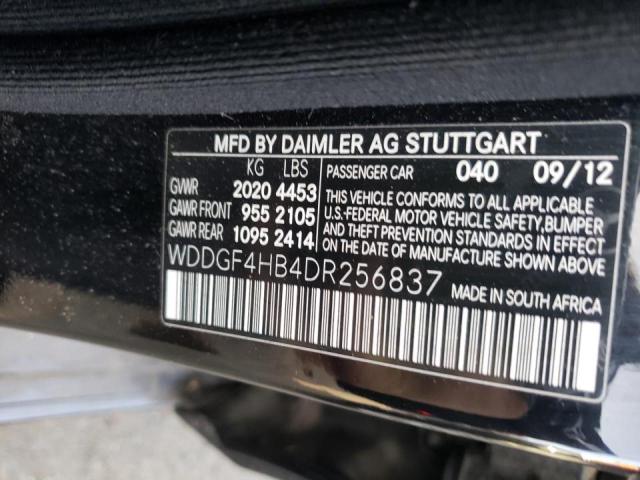 MFD BY DAIMLER AG STUTTGART
KG LBS
PASSENGER CAR 040 09/12
GVWR 2020 4453
GAWR FRONT 955 2105
GAWR REAR 1095 2414
THIS VEHICLE CONFORMS TO ALL APPLICABLE
U.S.-FEDERAL MOTOR VEHICLE SAFETY,BUMPER
AND THEFT PREVENTION STANDARDS IN EFFECT
ON THE DATE OF MANUFACTURE SHOWN ABOVE.
WDDGF4HB4DR256837
MADE IN SOUTH AFRICA